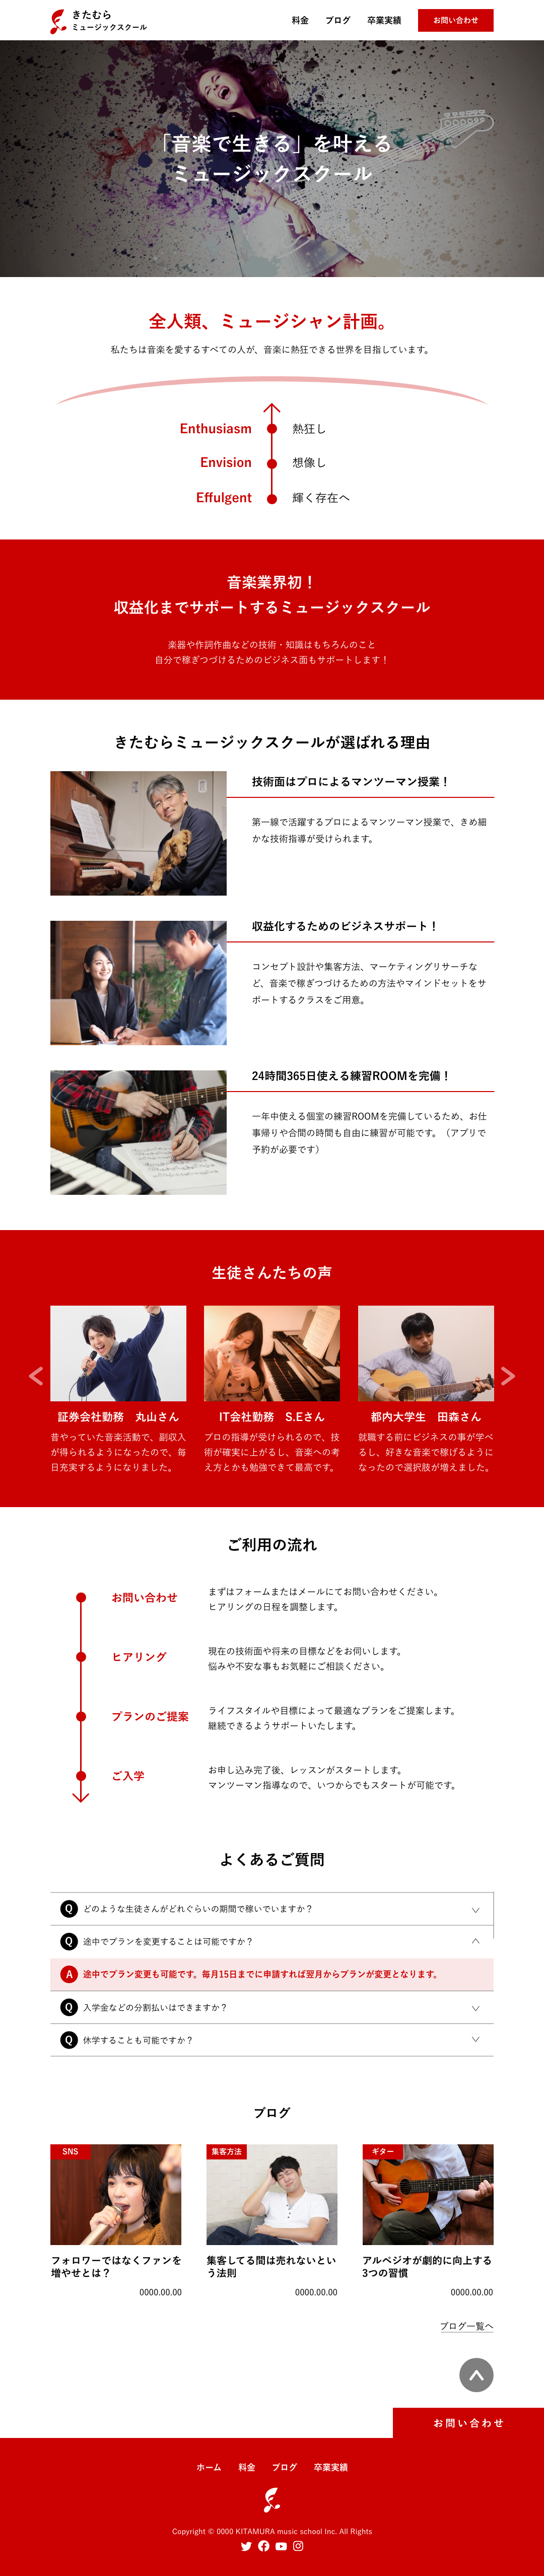 きたむら
ミュージックスクール
料金
ブログ
卒業実績
お問い合わせ
「音楽で生きる」を叶える
ミュージックスクール
全人類、ミュージシャン計画。
私たちは音楽を愛するすべての人が、音楽に熱狂できる世界を目指しています。
Enthusiasm 熱狂し
Envision 想像し
Effulgent 輝く存在へ
音楽業界初！
収益化までサポートするミュージックスクール
楽器や作詞作曲などの技術・知識はもちろんのこと
自分で稼ぎつづけるためのビジネス面もサポートします！
きたむらミュージックスクールが選ばれる理由
技術面はプロによるマンツーマン授業！
第一線で活躍するプロによるマンツーマン授業で、きめ細
かな技術指導が受けられます。
収益化するためのビジネスサポート！
コンセプト設計や集客方法、マーケティングリサーチな
ど、音楽で稼ぎつづけるための方法やマインドセットをサ
ポートするクラスをご用意。
24時間365日使える練習ROOMを完備！
一年中使える個室の練習ROOMを完備しているため、お仕
事帰りや合間の時間も自由に練習が可能です。（アプリで
予約が必要です）
生徒さんたちの声
証券会社勤務　丸山さん
昔やっていた音楽活動で、副収入
が得られるようになったので、毎
日充実するようになりました。
IT会社勤務　S.Eさん
プロの指導が受けられるので、技
術が確実に上がるし、音楽への考
え方とかも勉強できて最高です。
都内大学生　田森さん
就職する前にビジネスの事が学べ
るし、好きな音楽で稼げるように
なったので選択肢が増えました。
ご利用の流れ
お問い合わせ
まずはフォームまたはメールにてお問い合わせください。
ヒアリングの日程を調整します。
ヒアリング
現在の技術面や将来の目標などをお伺いします。
悩みや不安な事もお気軽にご相談ください。
プランのご提案
ライフスタイルや目標によって最適なプランをご提案します。
継続できるようサポートいたします。
ご入学
お申し込み完了後、レッスンがスタートします。
マンツーマン指導なので、いつからでもスタートが可能です。
よくあるご質問
Q どのような生徒さんがどれぐらいの期間で稼いでいますか？
Q 途中でプランを変更することは可能ですか？
A 途中でプラン変更も可能です。毎月15日までに申請すれば翌月からプランが変更となります。
Q 入学金などの分割払いはできますか？
Q 休学することも可能ですか？
ブログ
SNS
フォロワーではなくファンを
増やせとは？
0000.00.00
集客方法
集客してる間は売れないとい
う法則
0000.00.00
ギター
アルペジオが劇的に向上する
3つの習慣
0000.00.00
ブログ一覧へ
お問い合わせ
ホーム
料金
ブログ
卒業実績
Copyright © 0000 KITAMURA music school Inc. All Rights